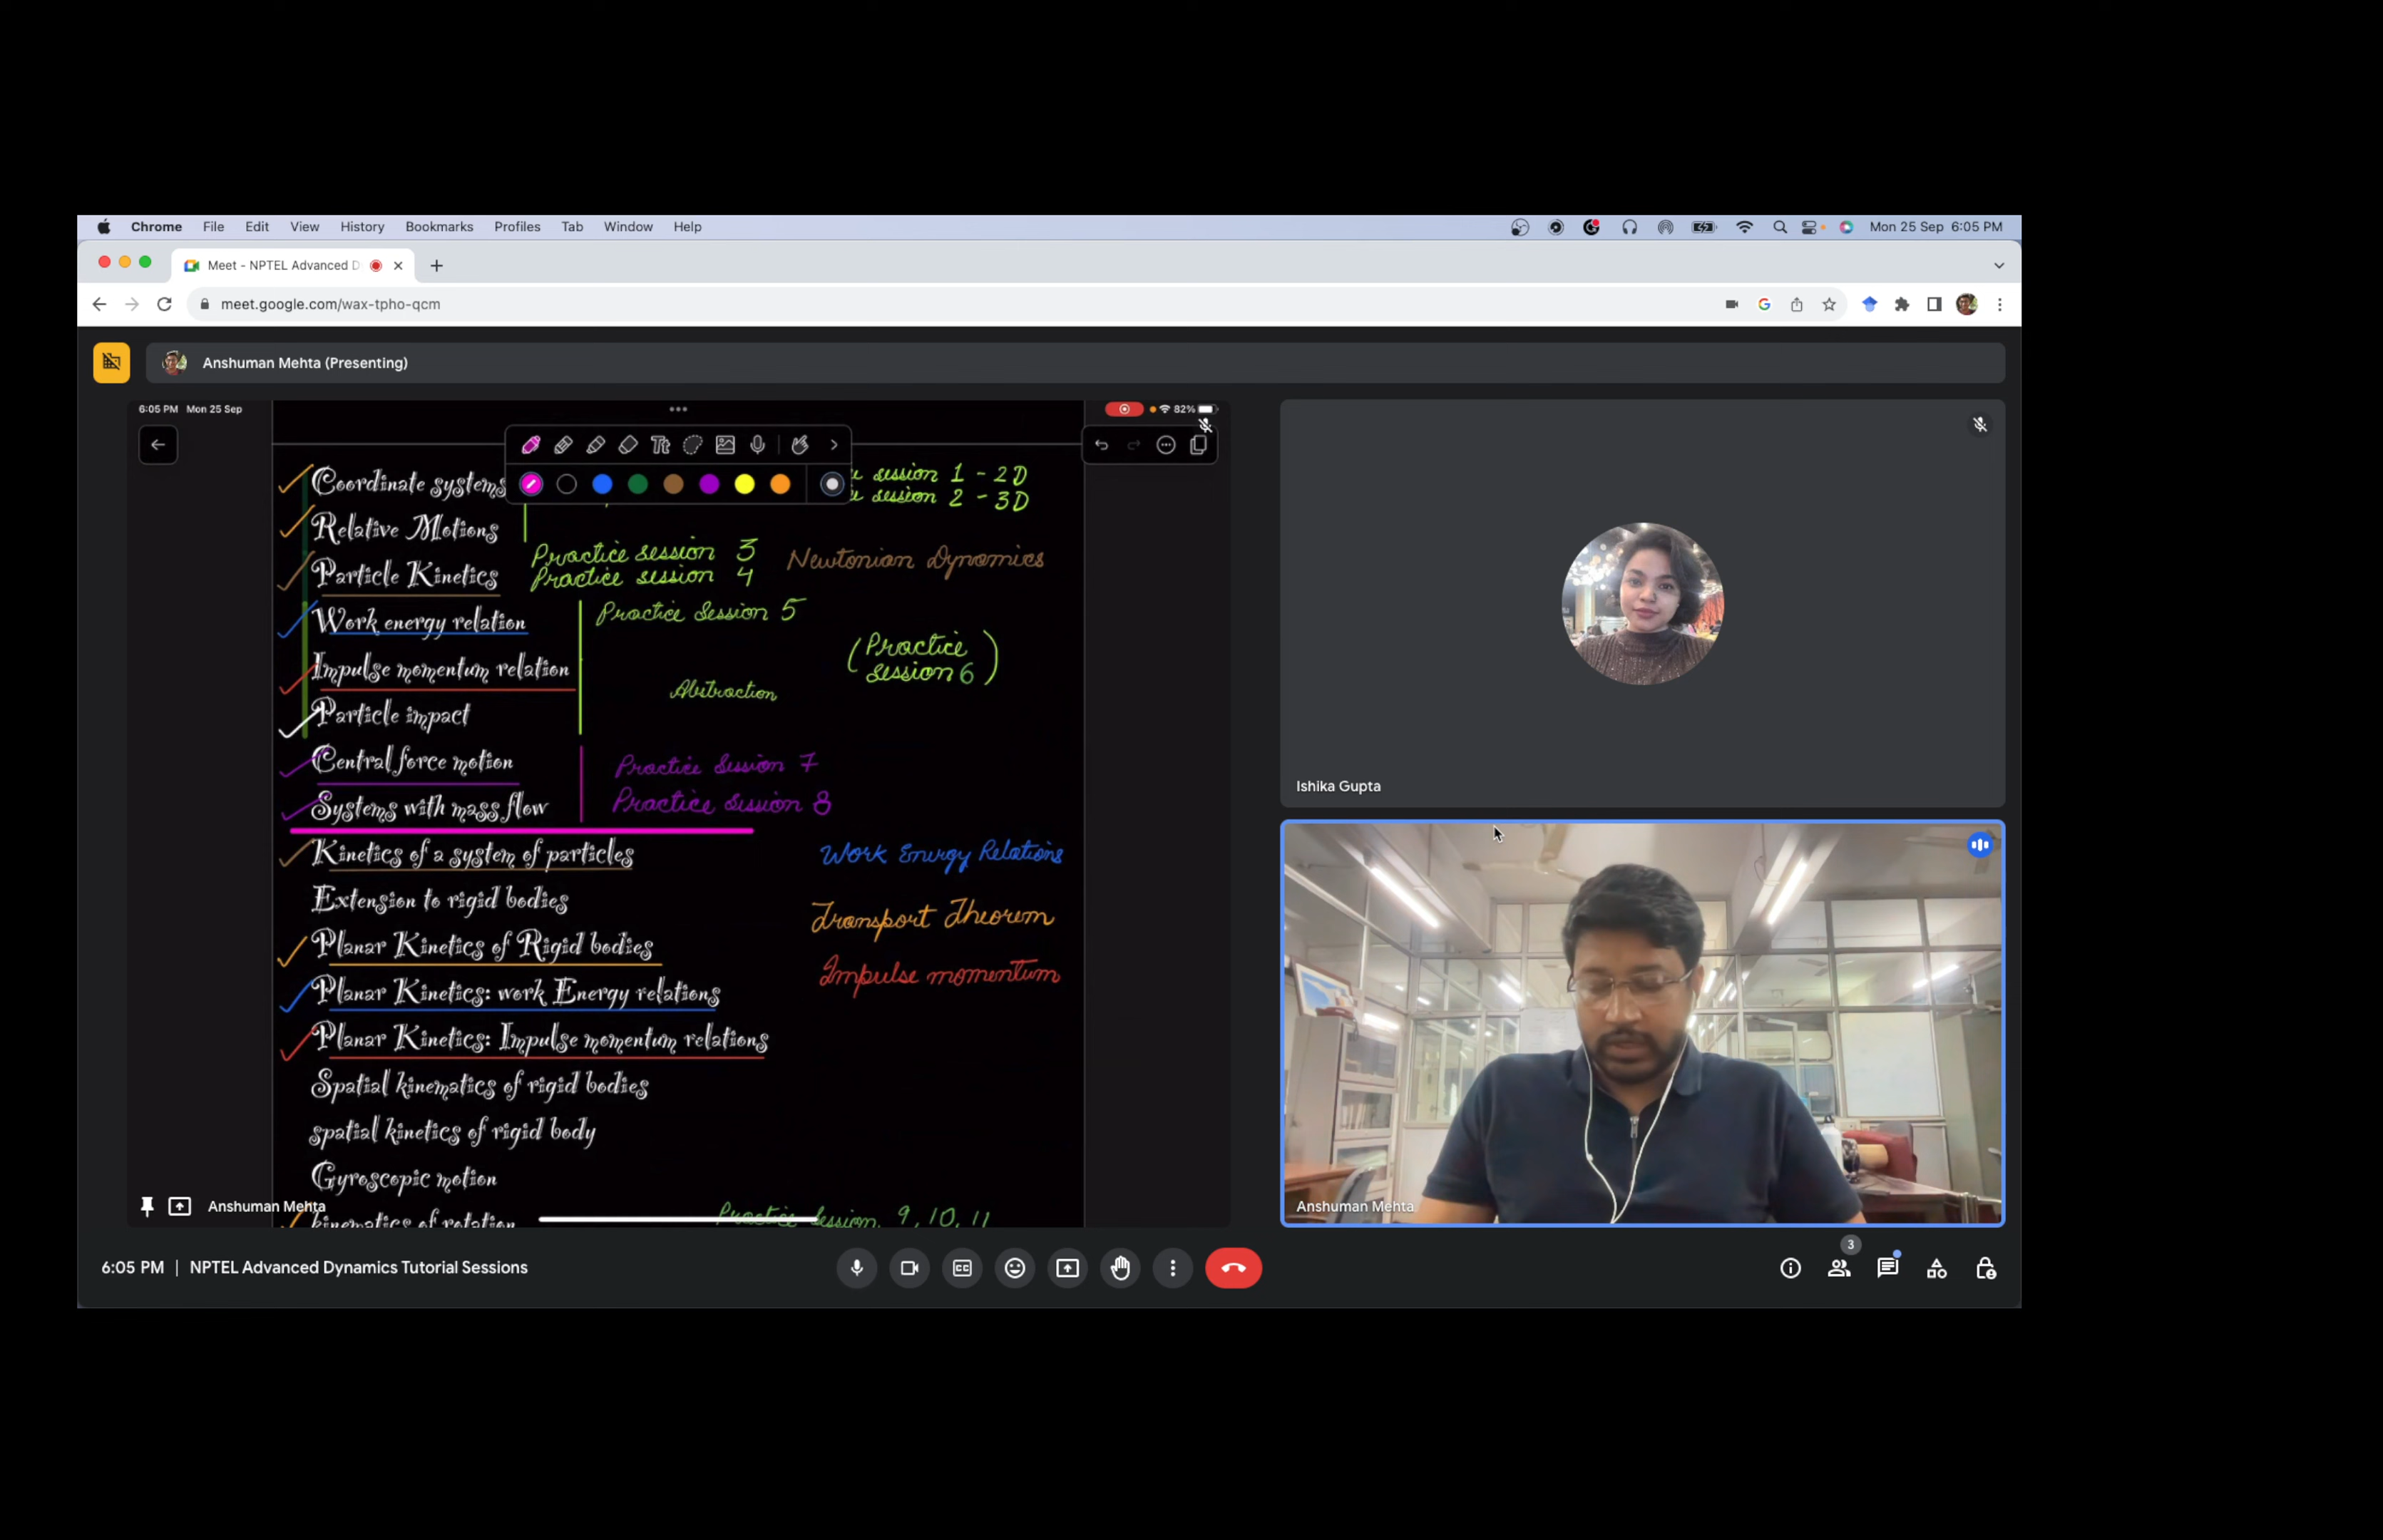 Chrome File Edit View History Bookmarks Profiles Tab Window Help Mon 25 Sep 6:05 PM
Meet - NPTEL Advanced D
meet.google.com/wax-tpho-qcm
Anshuman Mehta (Presenting)
6:05 PM Mon 25 Sep 82%
Tt
Coordinate systems session 1 - 2D
session 2 - 3D
Relative Motions
Practice session 3 Newtonian Dynamics
Particle Kinetics Practice session 4
Work energy relation Practice Session 5
(Practice
Session 6)
Impulse momentum relation
Abstraction
Particle impact
Central force motion Practice Session 7
Systems with mass flow Practice Session 8
Kinetics of a system of particles Work Energy Relations
Extension to rigid bodies
Transport Theorem
Planar Kinetics of Rigid bodies
Impulse momentum
Planar Kinetics: work Energy relations
Planar Kinetics: Impulse momentum relations
Spatial kinematics of rigid bodies
spatial kinetics of rigid body
Gyroscopic motion
Anshuman Mehta
kinematics of rotation Practice Session 9, 10, 11
Ishika Gupta
Anshuman Mehta
6:05 PM | NPTEL Advanced Dynamics Tutorial Sessions
CC
3